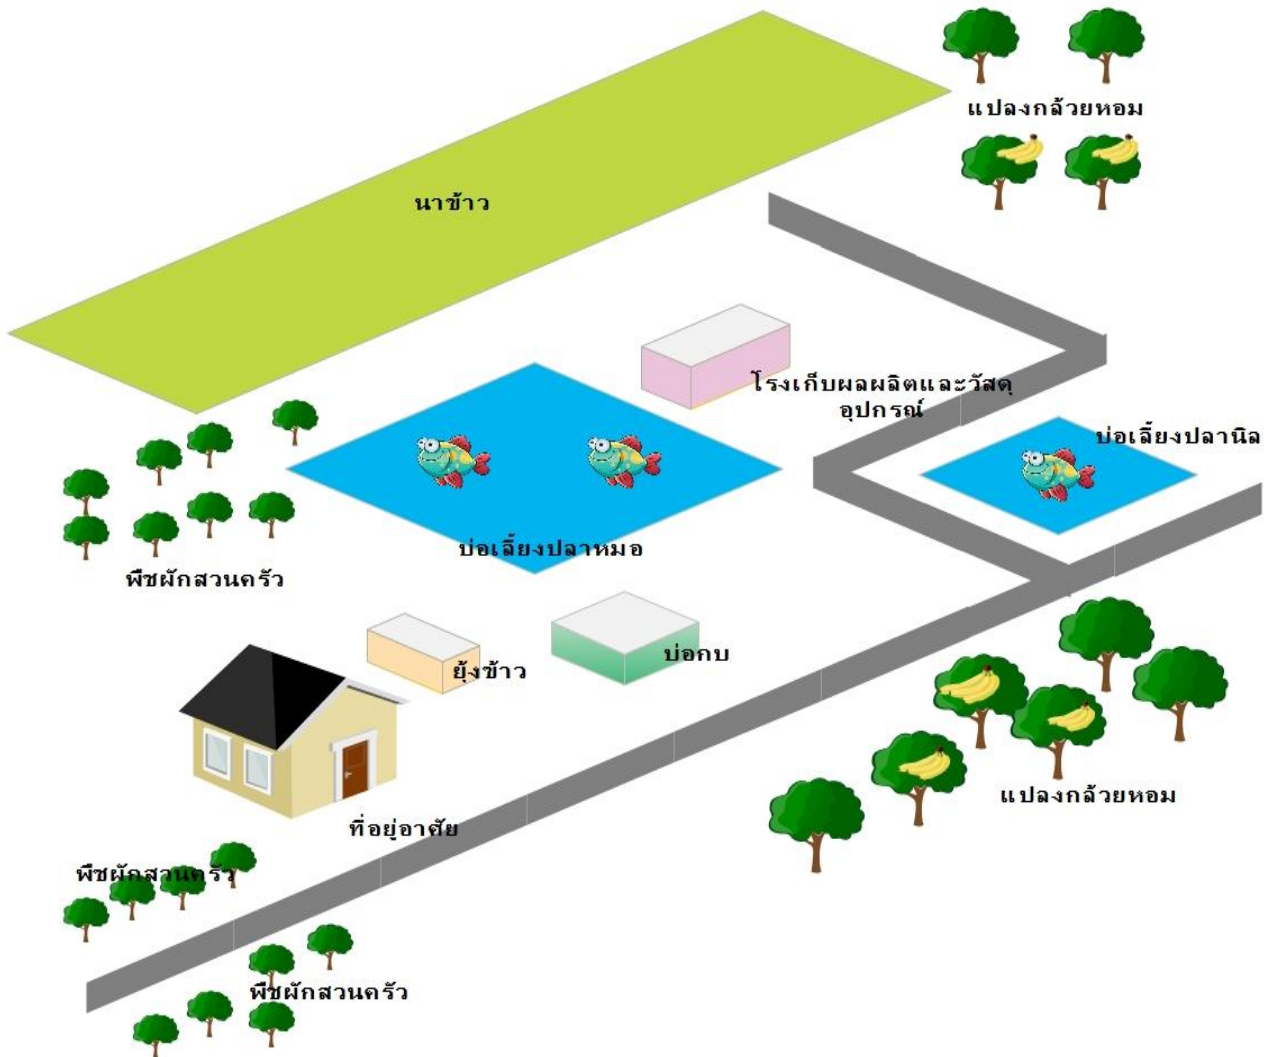 แปลงกล้วยหอม
นาข้าว
โรงเก็บผลผลิตและวัสดุ
อุปกรณ์
บ่อเลี้ยงปลานิล
บ่อเลี้ยงปลาหมอ
พืชผักสวนครัว
บ่อกบ
ยุ้งข้าว
แปลงกล้วยหอม
ที่อยู่อาศัย
พืชผักสวนครัว
พืชผักสวนครัว